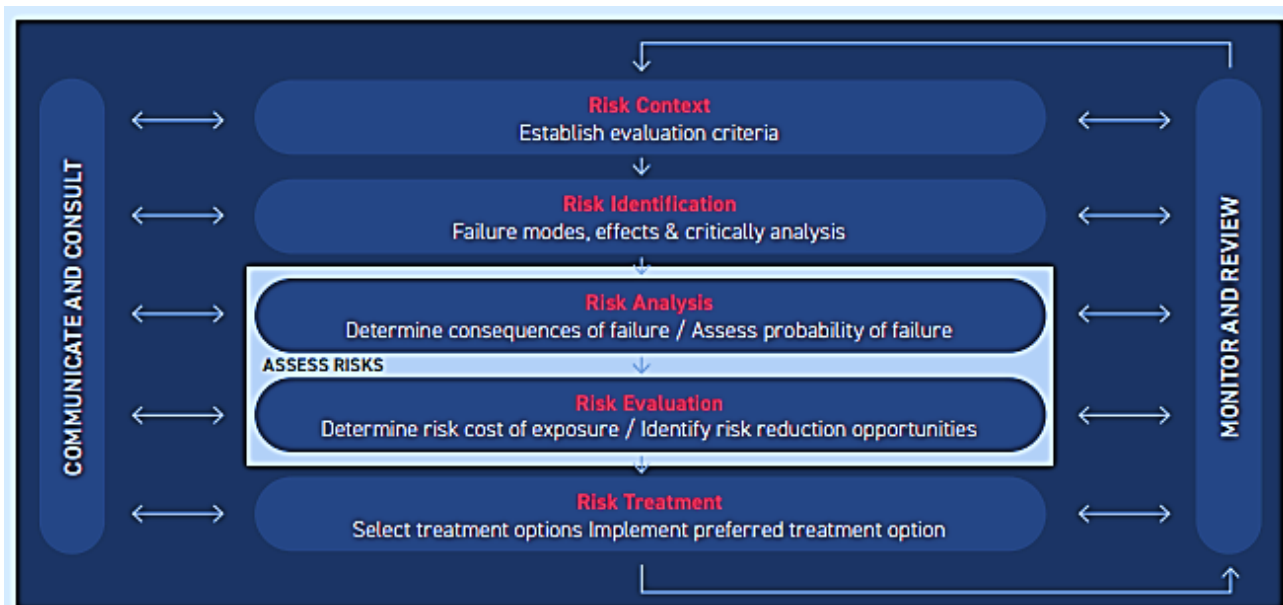 COMMUNICATE AND CONSULT
Risk Context
Establish evaluation criteria
Risk Identification
Failure modes, effects & critically analysis
Risk Analysis
Determine consequences of failure / Assess probability of failure
ASSESS RISKS
Risk Evaluation
Determine risk cost of exposure / Identify risk reduction opportunities
Risk Treatment
Select treatment options Implement preferred treatment option
MONITOR AND REVIEW